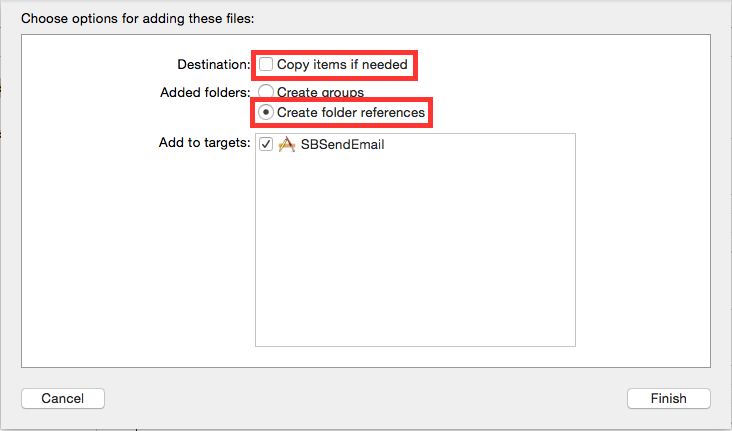 Choose options for adding these files:
Destination: Copy items if needed
Added folders: Create groups
Create folder references
Add to targets: SBSendEmail
Cancel Finish